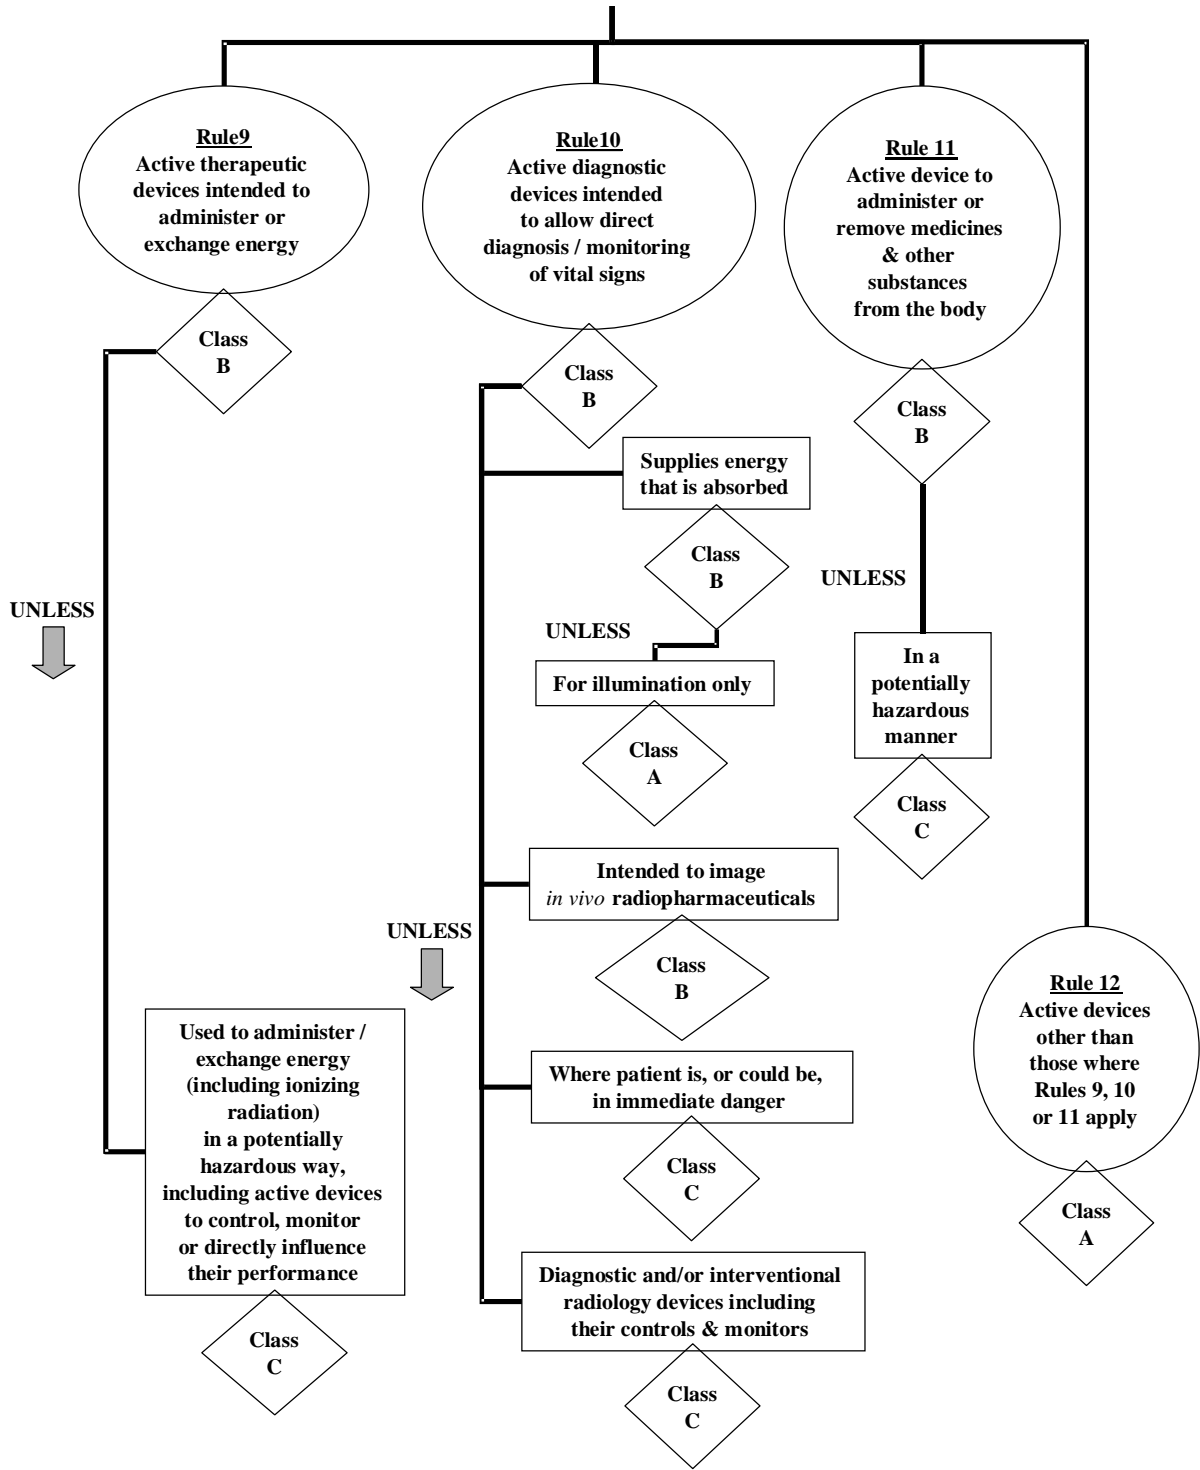 Rule9
Active therapeutic
devices intended to
administer or
exchange energy
Class
B
UNLESS
Used to administer /
exchange energy
(including ionizing
radiation)
in a potentially
hazardous way,
including active devices
to control, monitor
or directly influence
their performance
Class
C
Rule10
Active diagnostic
devices intended
to allow direct
diagnosis / monitoring
of vital signs
Class
B
UNLESS
Supplies energy
that is absorbed
Class
B
UNLESS
For illumination only
Class
A
Intended to image
in vivo radiopharmaceuticals
Class
B
Where patient is, or could be,
in immediate danger
Class
C
Diagnostic and/or interventional
radiology devices including
their controls & monitors
Class
C
Rule 11
Active device to
administer or
remove medicines
& other
substances
from the body
Class
B
UNLESS
In a
potentially
hazardous
manner
Class
C
Rule 12
Active devices
other than
those where
Rules 9, 10
or 11 apply
Class
A